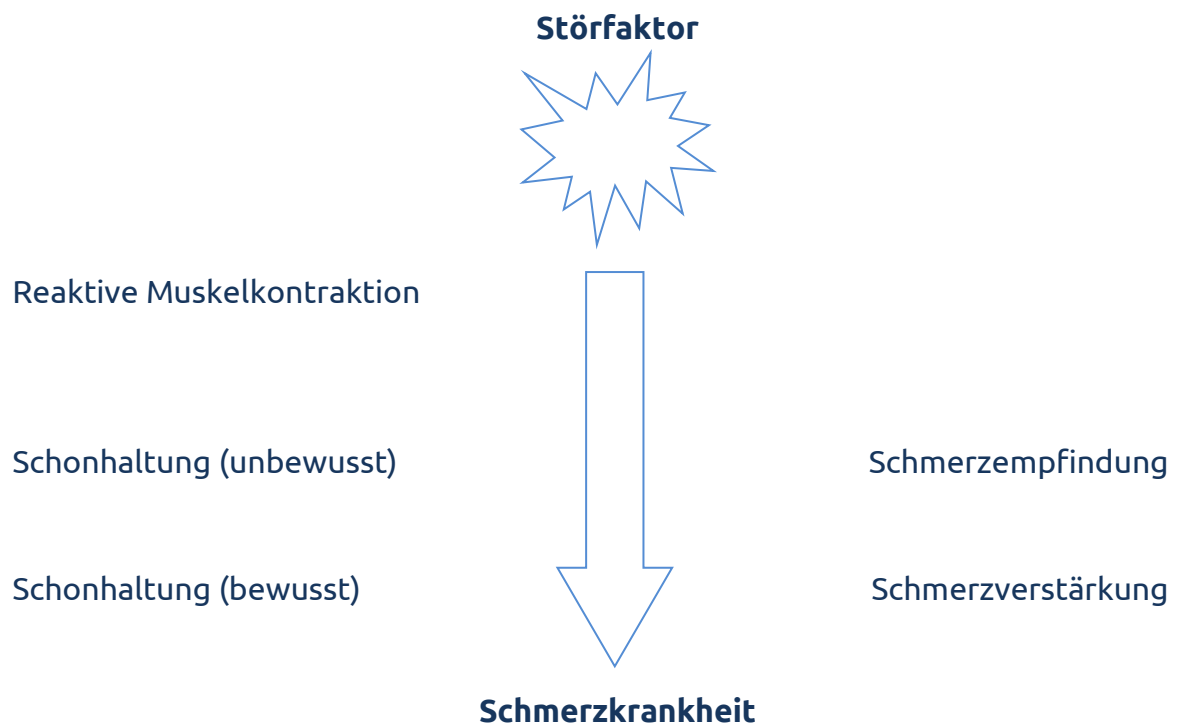 Störfaktor
Reaktive Muskelkontraktion
Schonhaltung (unbewusst)
Schmerzempfindung
Schonhaltung (bewusst)
Schmerzverstärkung
Schmerzkrankheit